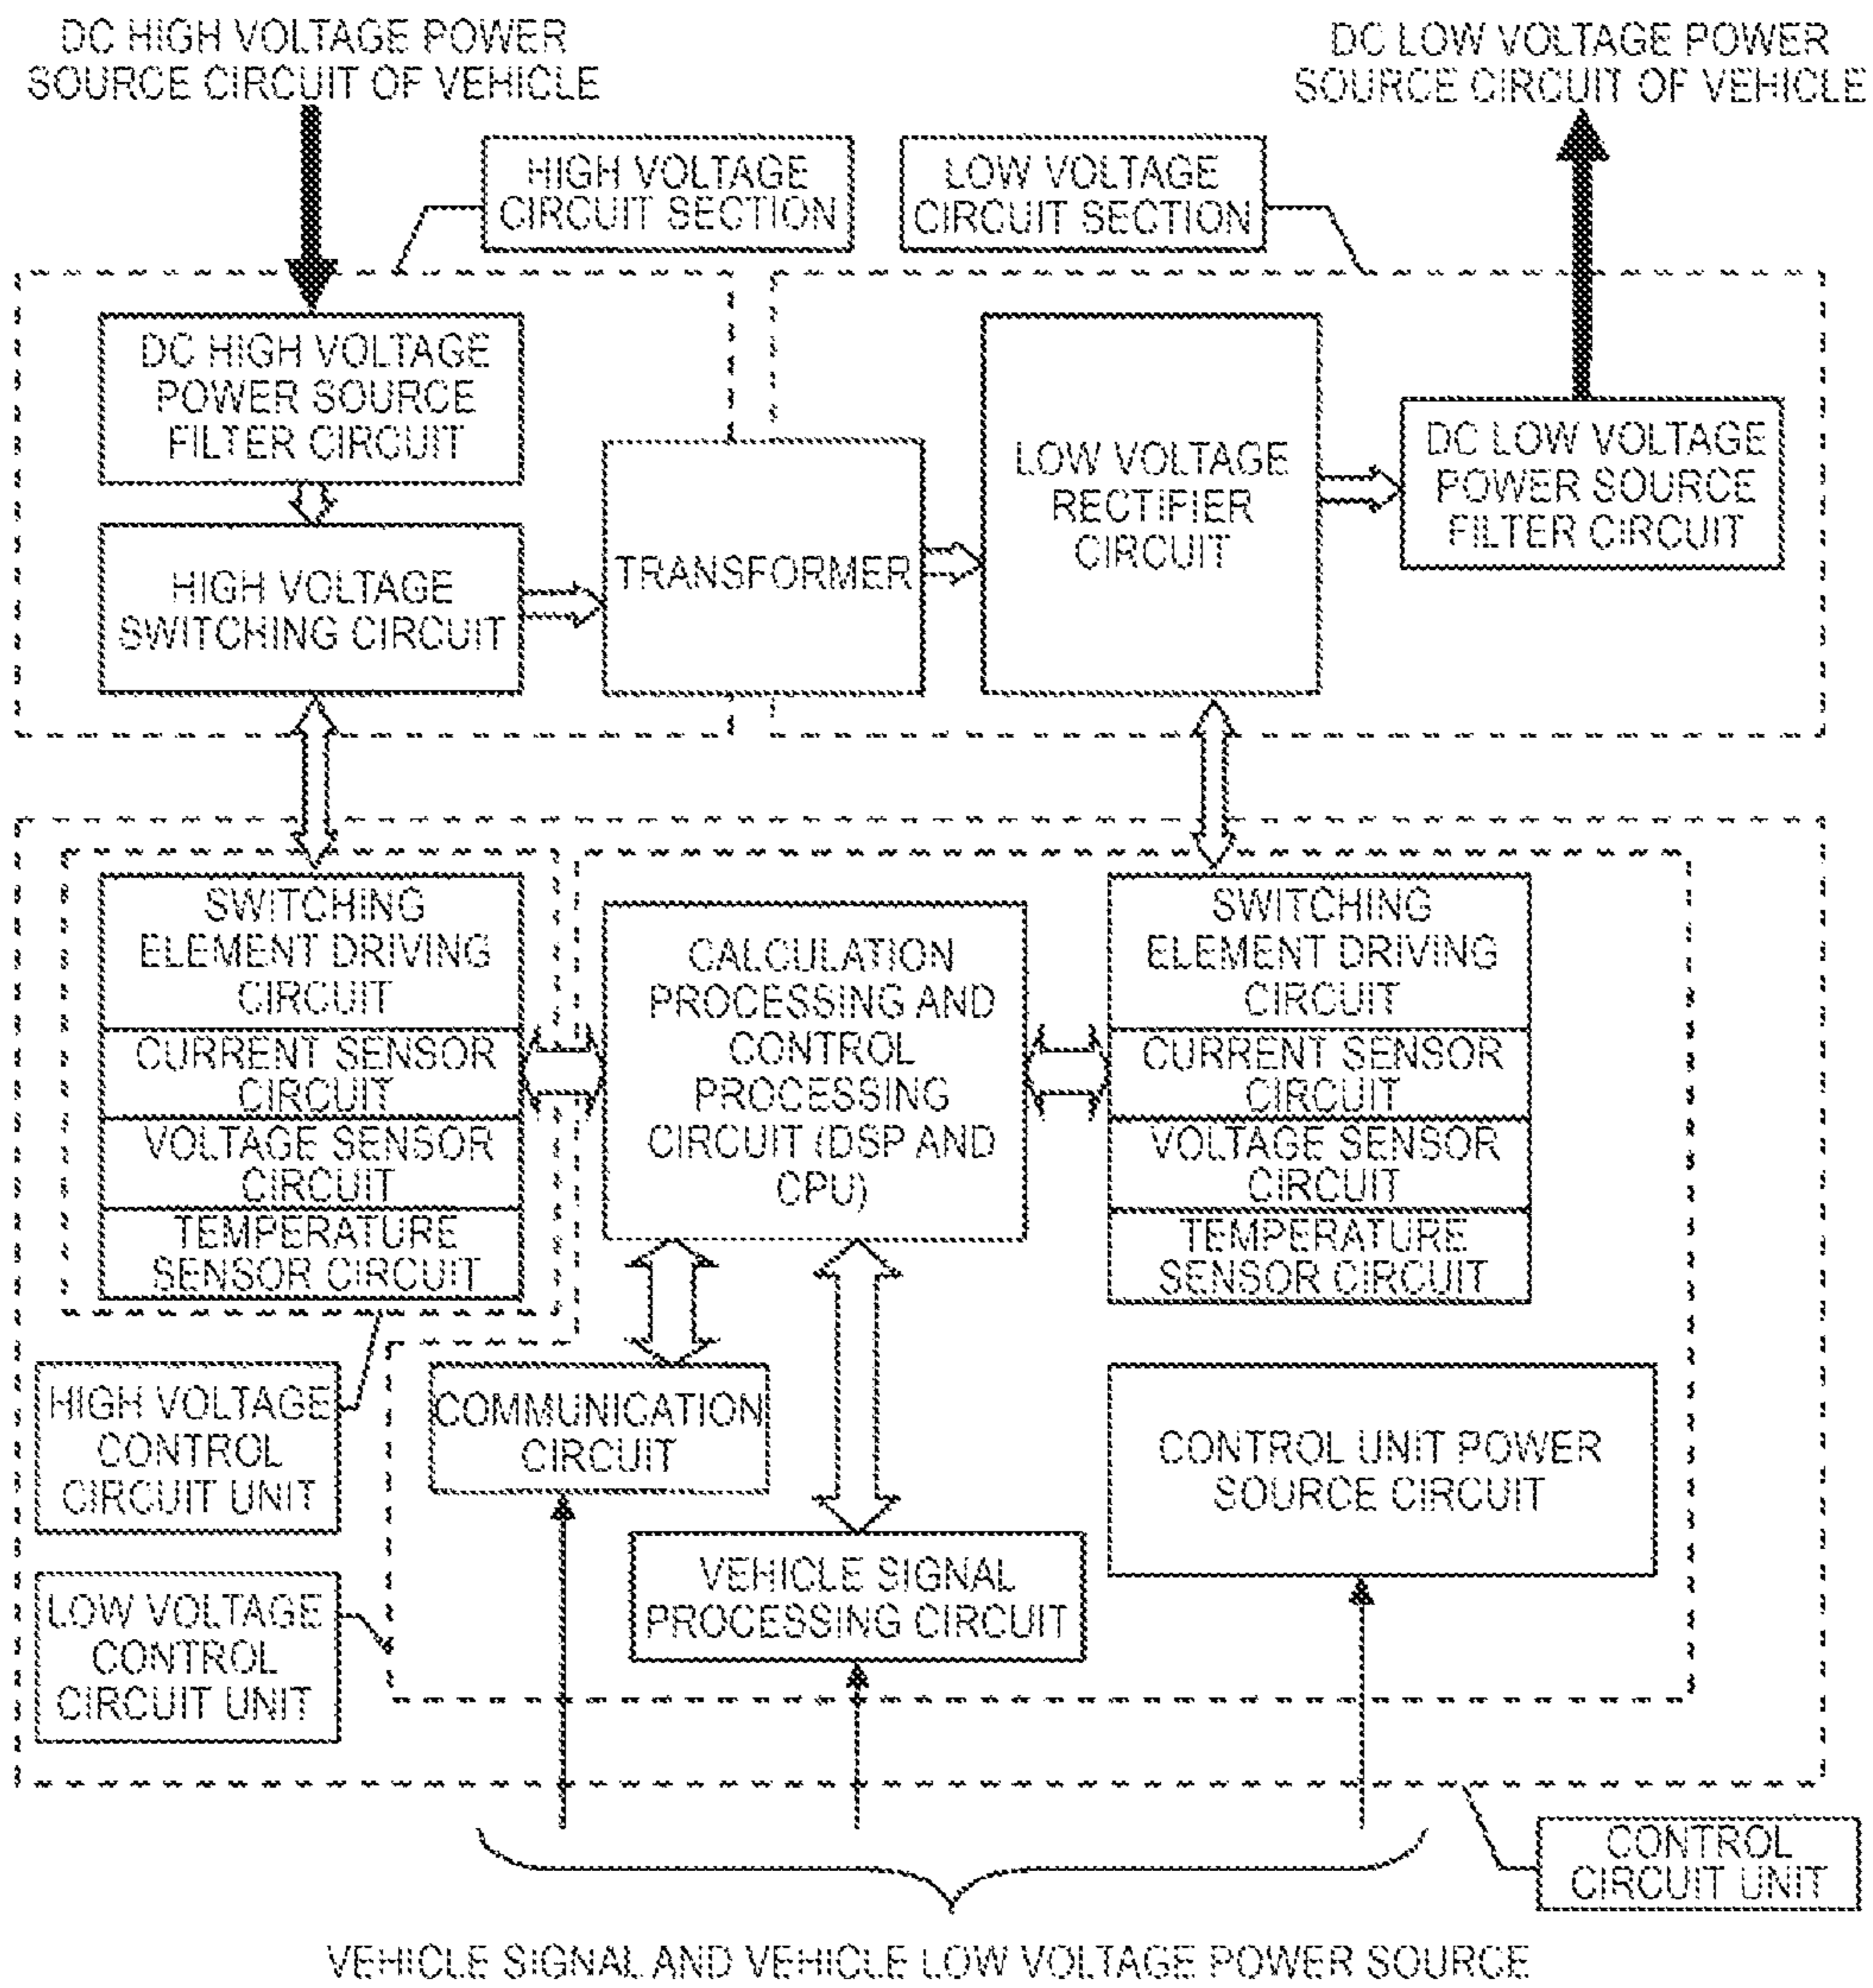 DC HIGH VOLTAGE POWER
SOURCE CIRCUIT OF VEHICLE
DC LOW VOLTAGE POWER
SOURCE CIRCUIT OF VEHICLE
HIGH VOLTAGE
CIRCUIT SECTION
LOW VOLTAGE
CIRCUIT SECTION
DC HIGH VOLTAGE
POWER SOURCE
FILTER CIRCUIT
HIGH VOLTAGE
SWITCHING CIRCUIT
TRANSFORMER
LOW VOLTAGE
RECTIFIER
CIRCUIT
DC LOW VOLTAGE
POWER SOURCE
FILTER CIRCUIT
SWITCHING
ELEMENT DRIVING
CIRCUIT
CURRENT SENSOR
CIRCUIT
VOLTAGE SENSOR
CIRCUIT
TEMPERATURE
SENSOR CIRCUIT
CALCULATION
PROCESSING AND
CONTROL
PROCESSING
CIRCUIT (DSP AND
CPU)
SWITCHING
ELEMENT DRIVING
CIRCUIT
CURRENT SENSOR
CIRCUIT
VOLTAGE SENSOR
CIRCUIT
TEMPERATURE
SENSOR CIRCUIT
HIGH VOLTAGE
CONTROL
CIRCUIT UNIT
COMMUNICATION
CIRCUIT
CONTROL UNIT POWER
SOURCE CIRCUIT
LOW VOLTAGE
CONTROL
CIRCUIT UNIT
VEHICLE SIGNAL
PROCESSING CIRCUIT
CONTROL
CIRCUIT UNIT
VEHICLE SIGNAL AND VEHICLE LOW VOLTAGE POWER SOURCE